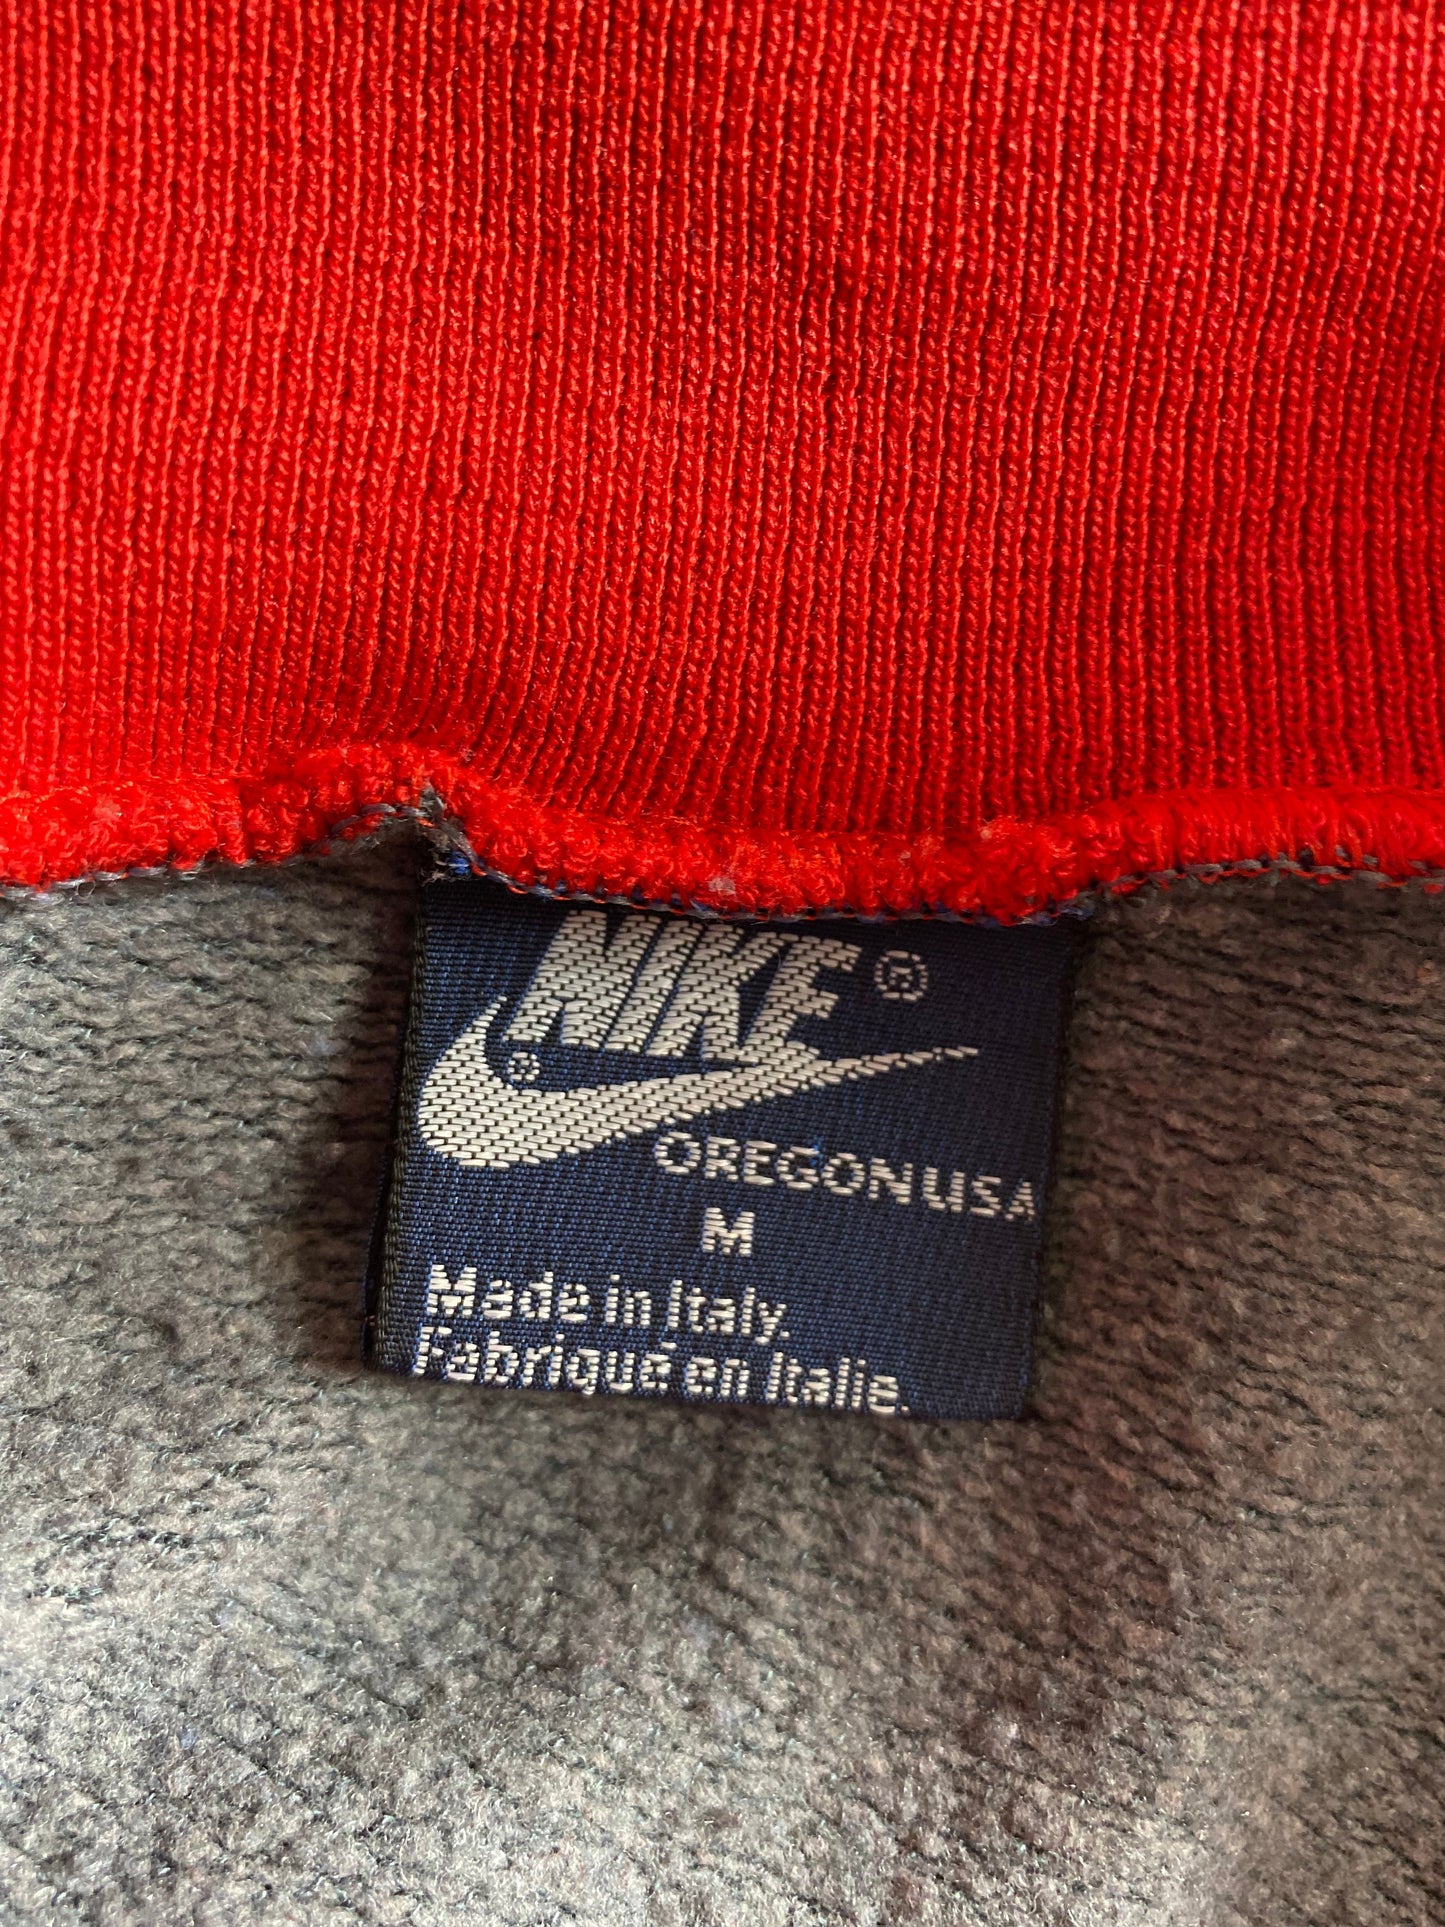 NIKE®
®
OREGON USA
M
Made in Italy.
Fabriqué en Italie.